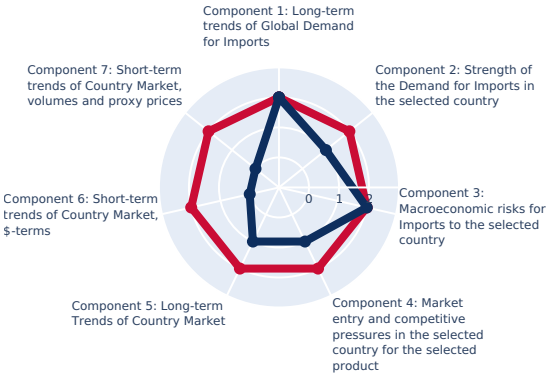 Component 1: Long-term
trends of Global Demand
for Imports
Component 7: Short-term
trends of Country Market,
volumes and proxy prices
Component 2: Strength of
the Demand for Imports in
the selected country
Component 6: Short-term
trends of Country Market,
$-terms
0 1 2
Component 3:
Macroeconomic risks for
Imports to the selected
country
Component 5: Long-term
Trends of Country Market
Component 4: Market
entry and competitive
pressures in the selected
country for the selected
product